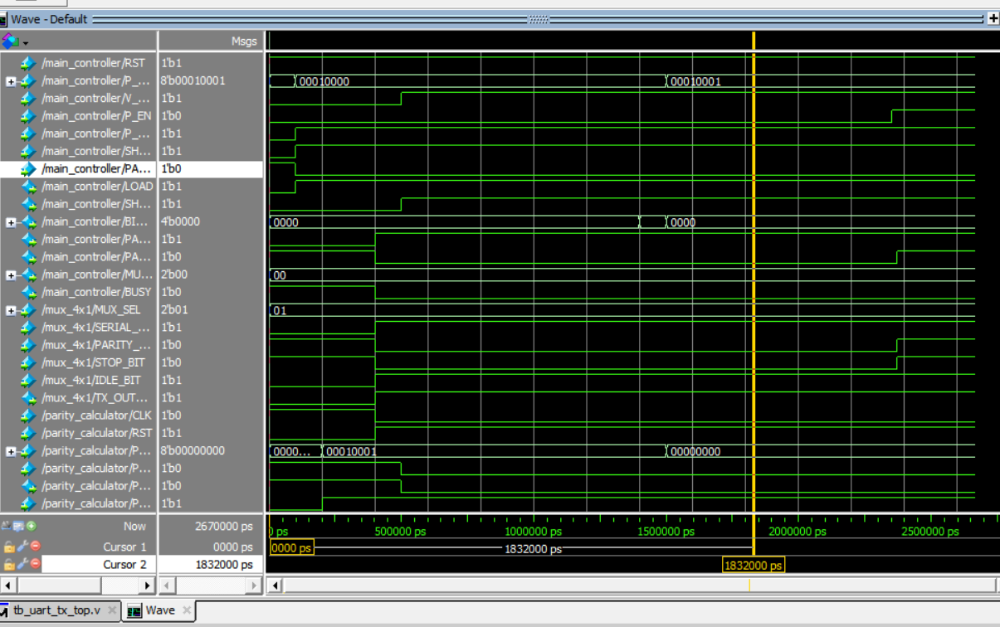 Wave - Default
Msgs
/main_controller/RST 1'b1
/main_controller/P_... 8'b00010001 00010000 00010001
/main_controller/V_... 1'b1
/main_controller/P_EN 1'b0
/main_controller/P_... 1'b1
/main_controller/SH... 1'b1
/main_controller/PA... 1'b0
/main_controller/LOAD 1'b1
/main_controller/SH... 1'b1
/main_controller/BI... 4'b0000 0000 0000
/main_controller/PA... 1'b1
/main_controller/PA... 1'b0
/main_controller/MU... 2'b00 00
/main_controller/BUSY 1'b0
/mux_4x1/MUX_SEL 2'b01 01
/mux_4x1/SERIAL_... 1'b1
/mux_4x1/PARITY_... 1'b0
/mux_4x1/STOP_BIT 1'b0
/mux_4x1/IDLE_BIT 1'b1
/mux_4x1/TX_OUT... 1'b1
/parity_calculator/CLK 1'b0
/parity_calculator/RST 1'b1
/parity_calculator/P... 8'b00000000 0000... 00010001 00000000
/parity_calculator/P... 1'b0
/parity_calculator/P... 1'b0
/parity_calculator/P... 1'b1
Now 2670000 ps ps 500000 ps 1000000 ps 1500000 ps 2000000 ps 2500000 ps
Cursor 1 0000 ps 0000 ps 1832000 ps
Cursor 2 1832000 ps 1832000 ps
tb_uart_tx_top.v Wave